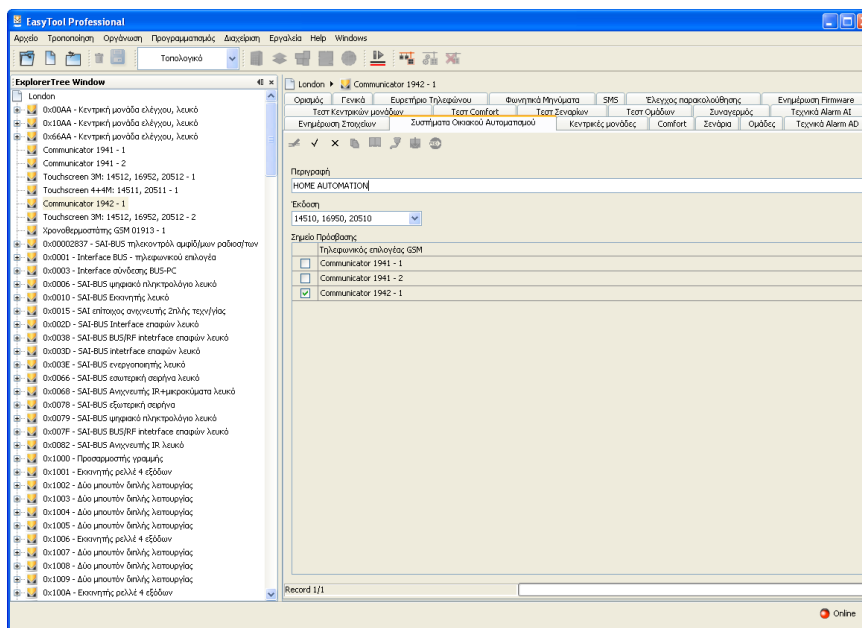 EasyTool Professional
Αρχείο Τροποποίηση Οργάνωση Προγραμματισμός Διαχείριση Εργαλεία Help Windows
Τοπολογικό
ExplorerTree Window
London
0x00AA - Κεντρική μονάδα ελέγχου, λευκό
0x10AA - Κεντρική μονάδα ελέγχου, λευκό
0x66AA - Κεντρική μονάδα ελέγχου, λευκό
Communicator 1941 - 1
Communicator 1941 - 2
Touchscreen 3M: 14512, 16952, 20512 - 1
Touchscreen 4+4M: 14511, 20511 - 1
Communicator 1942 - 1
Touchscreen 3M: 14512, 16952, 20512 - 2
Χρονοθερμοστάτης GSM 01913 - 1
0x00002837 - SAI-BUS τηλεκοντρόλ αμφίδ/μων ραδιοσ/των
0x0001 - Interface BUS - τηλεφωνικού επιλογέα
0x0003 - Interface σύνδεσης BUS-PC
0x0006 - SAI-BUS ψηφιακό πληκτρολόγιο λευκό
0x0010 - SAI-BUS Εκκινητής λευκό
0x0015 - SAI επίτοιχος ανιχνευτής 2πλής τεχν/γίας
0x002D - SAI-BUS Interface επαφών λευκό
0x0038 - SAI-BUS BUS/RF intetrface επαφών λευκό
0x003D - SAI-BUS intetrface επαφών λευκό
0x003E - SAI-BUS ενεργοποιητής λευκό
0x0066 - SAI-BUS εσωτερική σειρήνα λευκό
0x0068 - SAI-BUS Ανιχνευτής IR+μικροκύματα λευκό
0x0078 - SAI-BUS εξωτερική σειρήνα
0x0079 - SAI-BUS ψηφιακό πληκτρολόγιο λευκό
0x007F - SAI-BUS BUS/RF intetrface επαφών λευκό
0x0082 - SAI-BUS Ανιχνευτής IR λευκό
0x1000 - Προσαρμοστής γραμμής
0x1001 - Εκκινητής ρελλέ 4 εξόδων
0x1002 - Δύο μπουτόν διπλής λειτουργίας
0x1003 - Δύο μπουτόν διπλής λειτουργίας
0x1004 - Δύο μπουτόν διπλής λειτουργίας
0x1005 - Δύο μπουτόν διπλής λειτουργίας
0x1006 - Εκκινητής ρελλέ 4 εξόδων
0x1007 - Δύο μπουτόν διπλής λειτουργίας
0x1008 - Δύο μπουτόν διπλής λειτουργίας
0x1009 - Δύο μπουτόν διπλής λειτουργίας
0x100A - Εκκινητής ρελλέ 4 εξόδων
London Communicator 1942 - 1
Ορισμός Γενικά Ευρετήριο Τηλεφώνου Φωνητικά Μηνύματα SMS Έλεγχος παρακολούθησης Ενημέρωση Firmware
Τεστ Κεντρικών μονάδων Τεστ Comfort Τεστ Σεναρίων Τεστ Ομάδων Συναγερμός Τεχνικά Alarm AI
Ενημέρωση Στοιχείων Συστήματα Οικιακού Αυτοματισμού Κεντρικές μονάδες Comfort Σενάρια Ομάδες Τεχνικά Alarm AD
Περιγραφή
HOME AUTOMATION
Έκδοση
14510, 16950, 20510
Σημείο Πρόσβασης
Τηλεφωνικός επιλογέας GSM
Communicator 1941 - 1
Communicator 1941 - 2
Communicator 1942 - 1
Record 1/1
Online